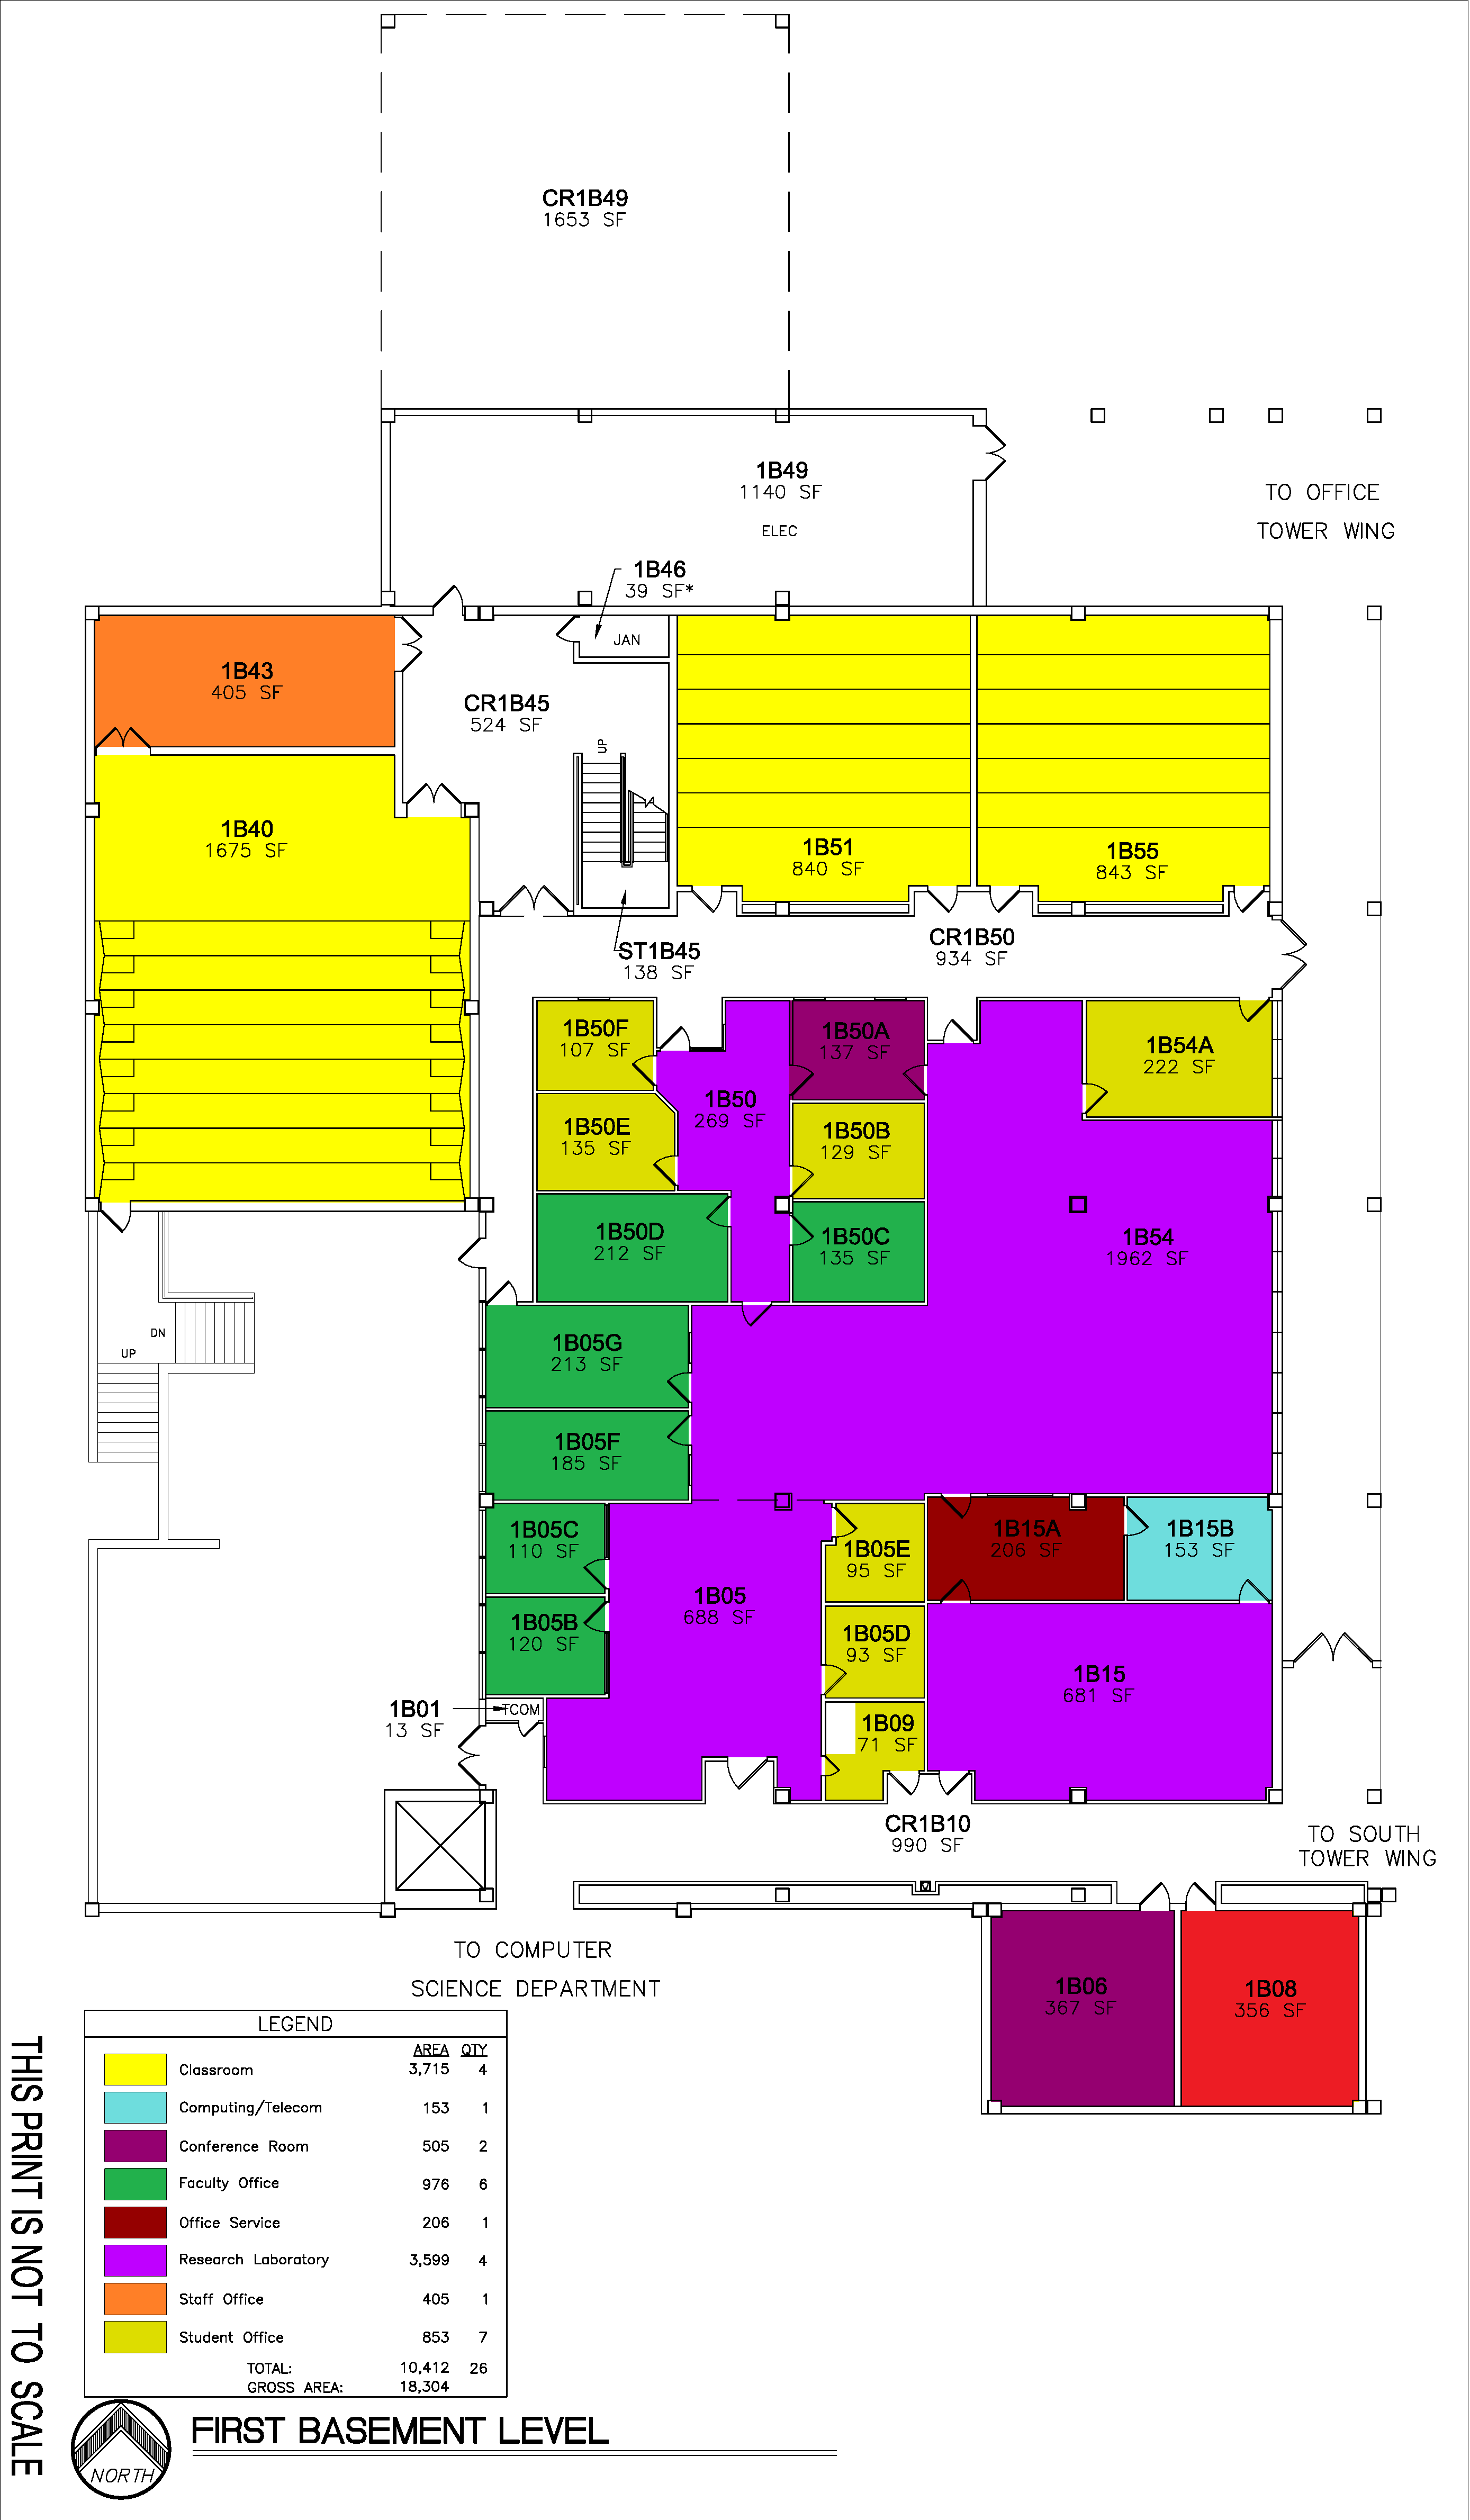 CR1B49
1653 SF
1B49
1140 SF
ELEC
TO OFFICE
TOWER WING
1B46
39 SF*
JAN
1B43
405 SF
CR1B45
524 SF
UP
1B40
1675 SF
1B51
840 SF
1B55
843 SF
ST1B45
138 SF
CR1B50
934 SF
1B50F
107 SF
1B50A
137 SF
1B54A
222 SF
1B50
269 SF
1B50E
135 SF
1B50B
129 SF
1B50D
212 SF
1B50C
135 SF
1B54
1962 SF
DN
UP
1B05G
213 SF
1B05F
185 SF
1B05C
110 SF
1B05E
95 SF
1B15A
206 SF
1B15B
153 SF
1B05
688 SF
1B05B
120 SF
1B05D
93 SF
1B15
681 SF
1B01
13 SF
TCOM
1B09
71 SF
CR1B10
990 SF
TO SOUTH
TOWER WING
TO COMPUTER
SCIENCE DEPARTMENT
1B06
367 SF
1B08
356 SF
LEGEND
AREA QTY
Classroom 3,715 4
Computing/Telecom 153 1
Conference Room 505 2
Faculty Office 976 6
Office Service 206 1
Research Laboratory 3,599 4
Staff Office 405 1
Student Office 853 7
TOTAL: 10,412 26
GROSS AREA: 18,304
THIS PRINT IS NOT TO SCALE
NORTH
FIRST BASEMENT LEVEL